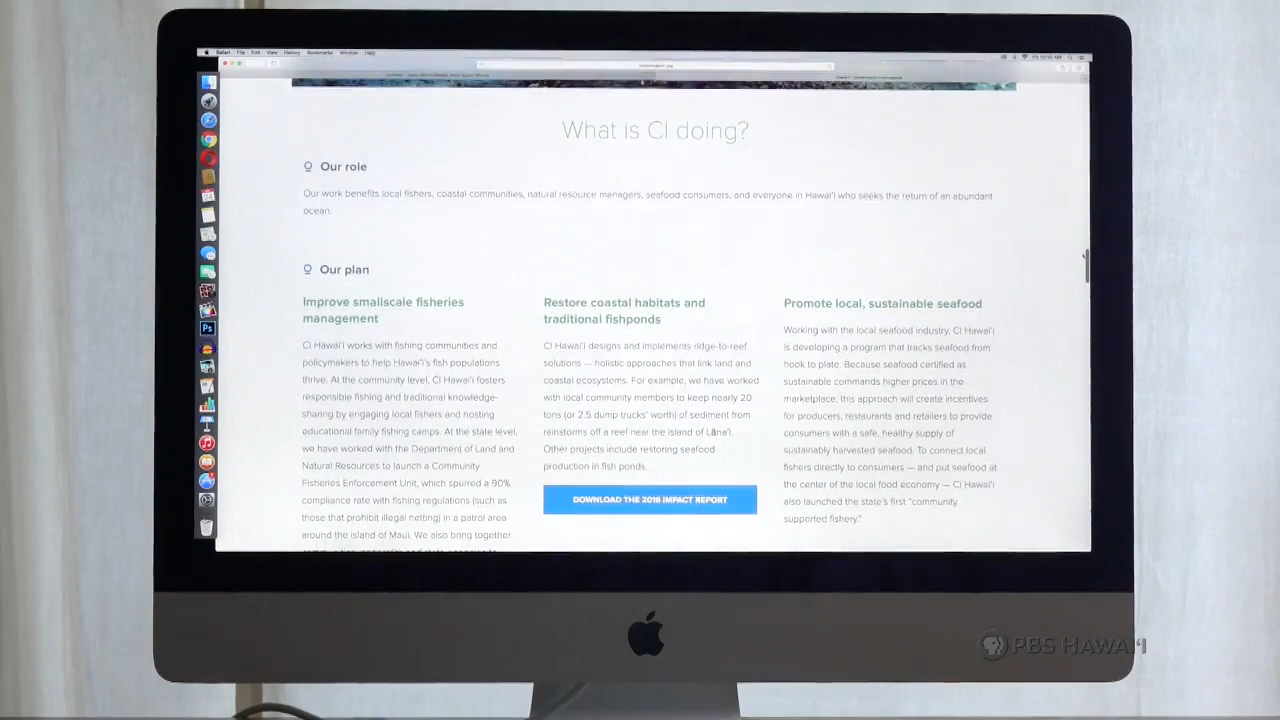 Safari File Edit View History Bookmarks Window Help
What is CI doing?
Our role
Our work benefits local fishers, coastal communities, natural resource managers, seafood consumers, and everyone in Hawai'i who seeks the return of an abundant
ocean.
Our plan
Improve smallscale fisheries
management
CI Hawai'i works with fishing communities and
policymakers to help Hawai'i's fish populations
thrive. At the community level, CI Hawai'i fosters
responsible fishing and traditional knowledge-
sharing by engaging local fishers and hosting
educational family fishing camps. At the state level,
we have worked with the Department of Land and
Natural Resources to launch a Community
Fisheries Enforcement Unit, which spurred a 90%
compliance rate with fishing regulations (such as
those that prohibit illegal netting) in a patrol area
around the island of Maui. We also bring together
Restore coastal habitats and
traditional fishponds
CI Hawai'i designs and implements ridge-to-reef
solutions — holistic approaches that link land and
coastal ecosystems. For example, we have worked
with local community members to keep nearly 20
tons (or 2.5 dump trucks' worth) of sediment from
rainstorms off a reef near the island of Lāna'i.
Other projects include restoring seafood
production in fish ponds.
DOWNLOAD THE 2016 IMPACT REPORT
Promote local, sustainable seafood
Working with the local seafood industry, CI Hawai'i
is developing a program that tracks seafood from
hook to plate. Because seafood certified as
sustainable commands higher prices in the
marketplace, this approach will create incentives
for producers, restaurants and retailers to provide
consumers with a safe, healthy supply of
sustainably harvested seafood. To connect local
fishers directly to consumers — and put seafood at
the center of the local food economy — CI Hawai'i
also launched the state's first "community
supported fishery."
Ps
PBS HAWAI'I